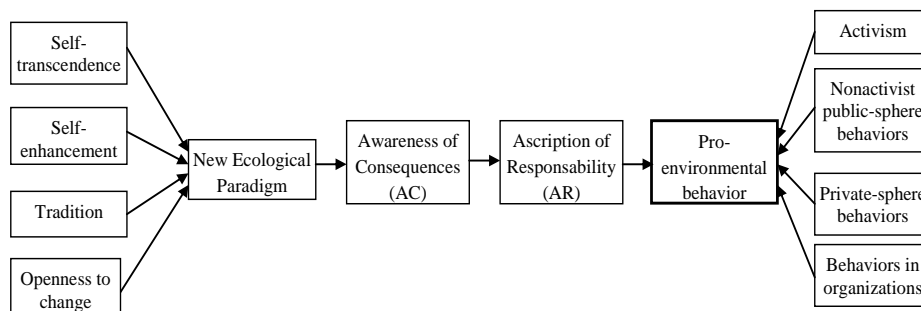 Self-
transcendence
Self-
enhancement
Tradition
Openness to
change
New Ecological
Paradigm
Awareness of
Consequences
(AC)
Ascription of
Responsability
(AR)
Pro-
environmental
behavior
Activism
Nonactivist
public-sphere
behaviors
Private-sphere
behaviors
Behaviors in
organizations